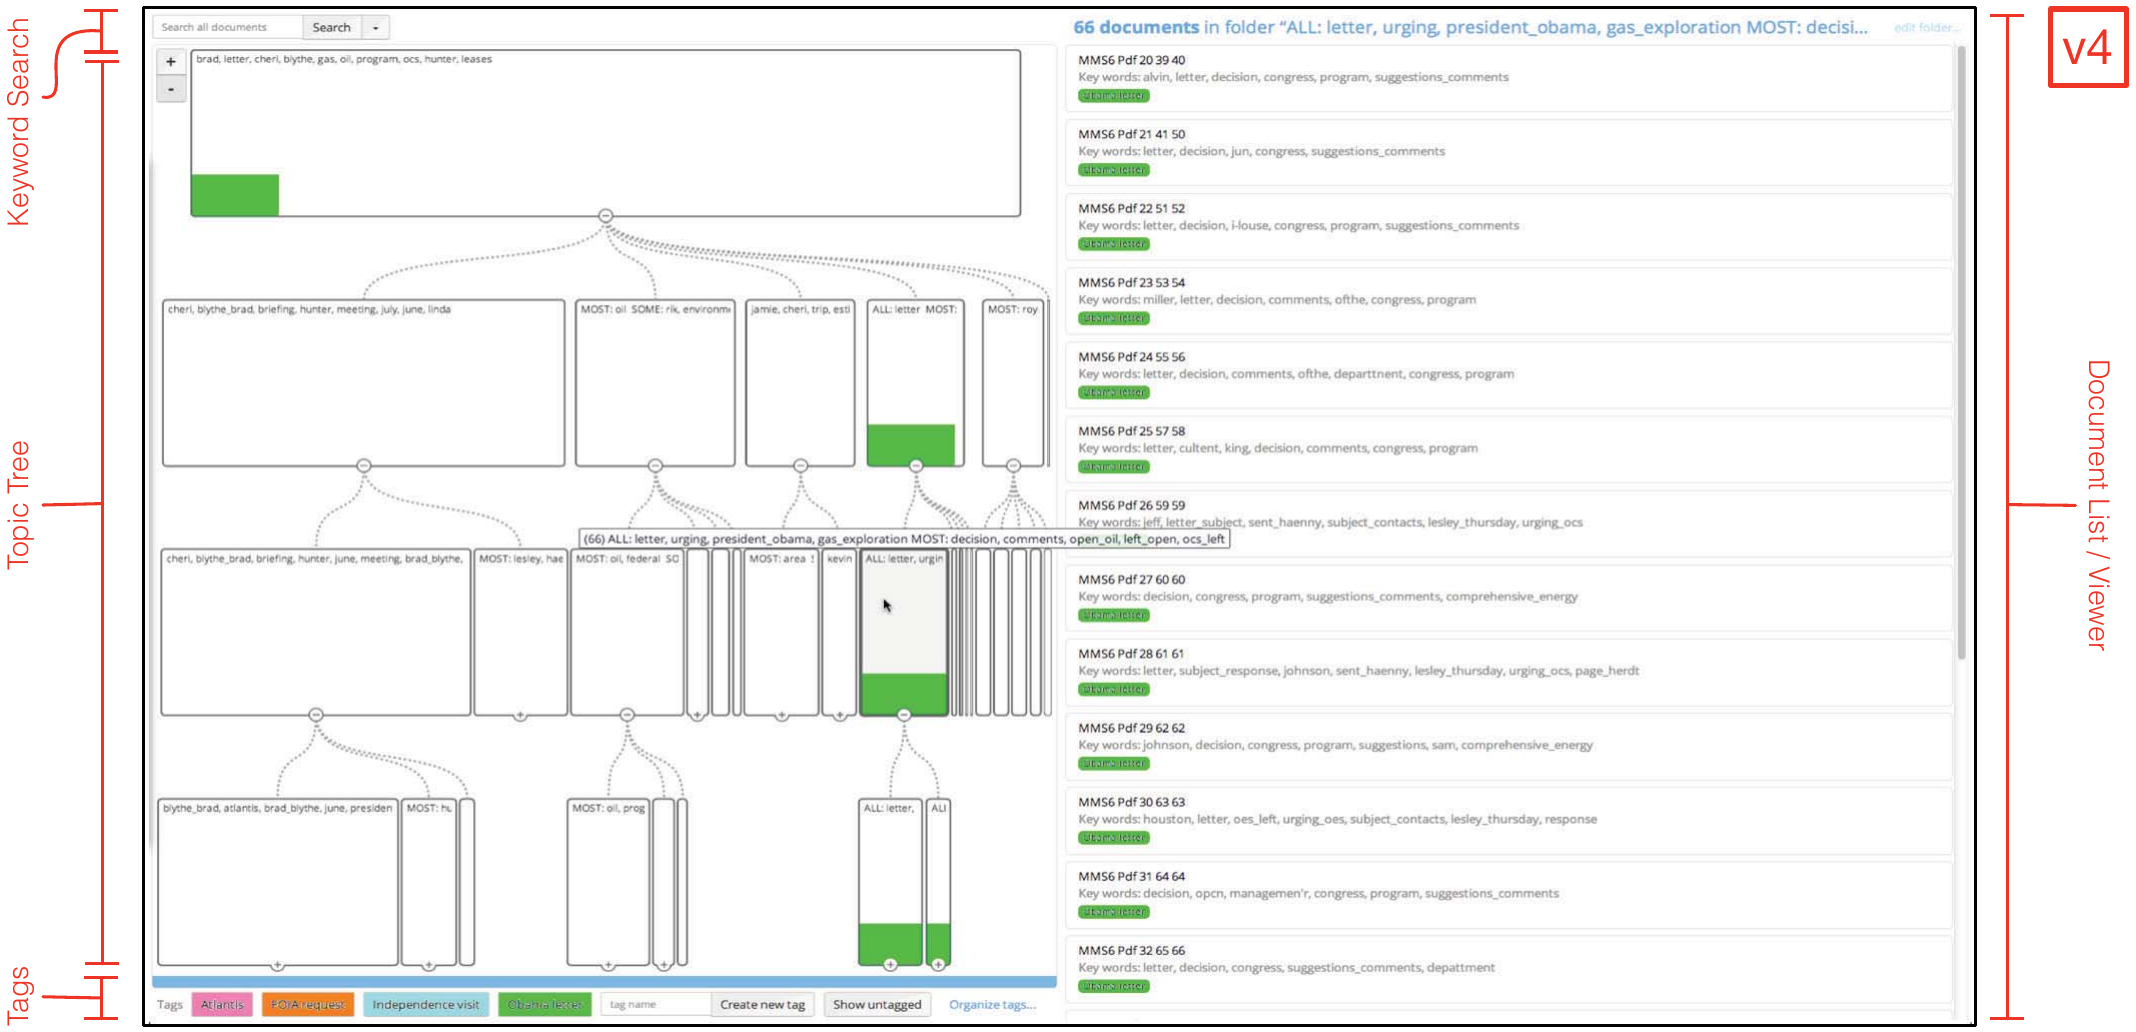 Keyword Search
Topic Tree
Tags
Search all documents
Search
+
-
brad, letter, cheri, blythe, gas, oil, program, ocs, hunter, leases
cheri, blythe_brad, briefing, hunter, meeting, july, june, linda
MOST: oil SOME: rik, environm
jamie, cheri, trip, esti
ALL: letter MOST:
MOST: roy
(66) ALL: letter, urging, president_obama, gas_exploration MOST: decision, comments, open_oil, left_open, ocs_left
cheri, blythe_brad, briefing, hunter, june, meeting, brad_blythe,
MOST: lesley, hae
MOST: oil, federal SO
MOST: area
kevin
ALL: letter, urgin
blythe_brad, atlantis, brad_blythe, june, presiden
MOST: hu
MOST: oil, prog
ALL: letter,
ALL
Tags
Atlantis
FOIA request
Independence visit
Obama letter
tag name
Create new tag
Show untagged
Organize tags...
66 documents in folder “ALL: letter, urging, president_obama, gas_exploration MOST: decisi...
edit folder...
MMS6 Pdf 20 39 40
Key words: alvin, letter, decision, congress, program, suggestions_comments
Obama letter
MMS6 Pdf 21 41 50
Key words: letter, decision, jun, congress, suggestions_comments
Obama letter
MMS6 Pdf 22 51 52
Key words: letter, decision, i-louse, congress, program, suggestions_comments
Obama letter
MMS6 Pdf 23 53 54
Key words: miller, letter, decision, comments, ofthe, congress, program
Obama letter
MMS6 Pdf 24 55 56
Key words: letter, decision, comments, ofthe, departtnent, congress, program
Obama letter
MMS6 Pdf 25 57 58
Key words: letter, cultent, king, decision, comments, congress, program
Obama letter
MMS6 Pdf 26 59 59
Key words: jeff, letter_subject, sent_haenny, subject_contacts, lesley_thursday, urging_ocs
MMS6 Pdf 27 60 60
Key words: decision, congress, program, suggestions_comments, comprehensive_energy
Obama letter
MMS6 Pdf 28 61 61
Key words: letter, subject_response, johnson, sent_haenny, lesley_thursday, urging_ocs, page_herdt
Obama letter
MMS6 Pdf 29 62 62
Key words: johnson, decision, congress, program, suggestions, sam, comprehensive_energy
Obama letter
MMS6 Pdf 30 63 63
Key words: houston, letter, oes_left, urging_oes, subject_contacts, lesley_thursday, response
Obama letter
MMS6 Pdf 31 64 64
Key words: decision, opcn, managemen'r, congress, program, suggestions_comments
Obama letter
MMS6 Pdf 32 65 66
Key words: letter, decision, congress, suggestions_comments, depattment
Obama letter
v4
Document List / Viewer